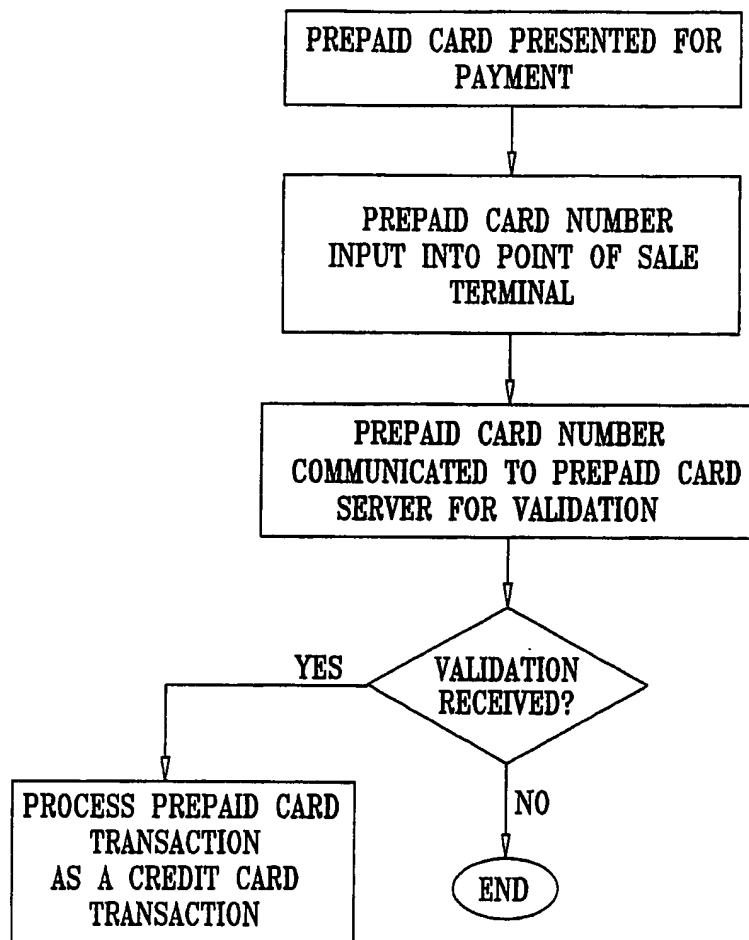 PREPAID CARD PRESENTED FOR
PAYMENT
PREPAID CARD NUMBER
INPUT INTO POINT OF SALE
TERMINAL
PREPAID CARD NUMBER
COMMUNICATED TO PREPAID CARD
SERVER FOR VALIDATION
VALIDATION
RECEIVED?
YES
NO
PROCESS PREPAID CARD
TRANSACTION
AS A CREDIT CARD
TRANSACTION
END